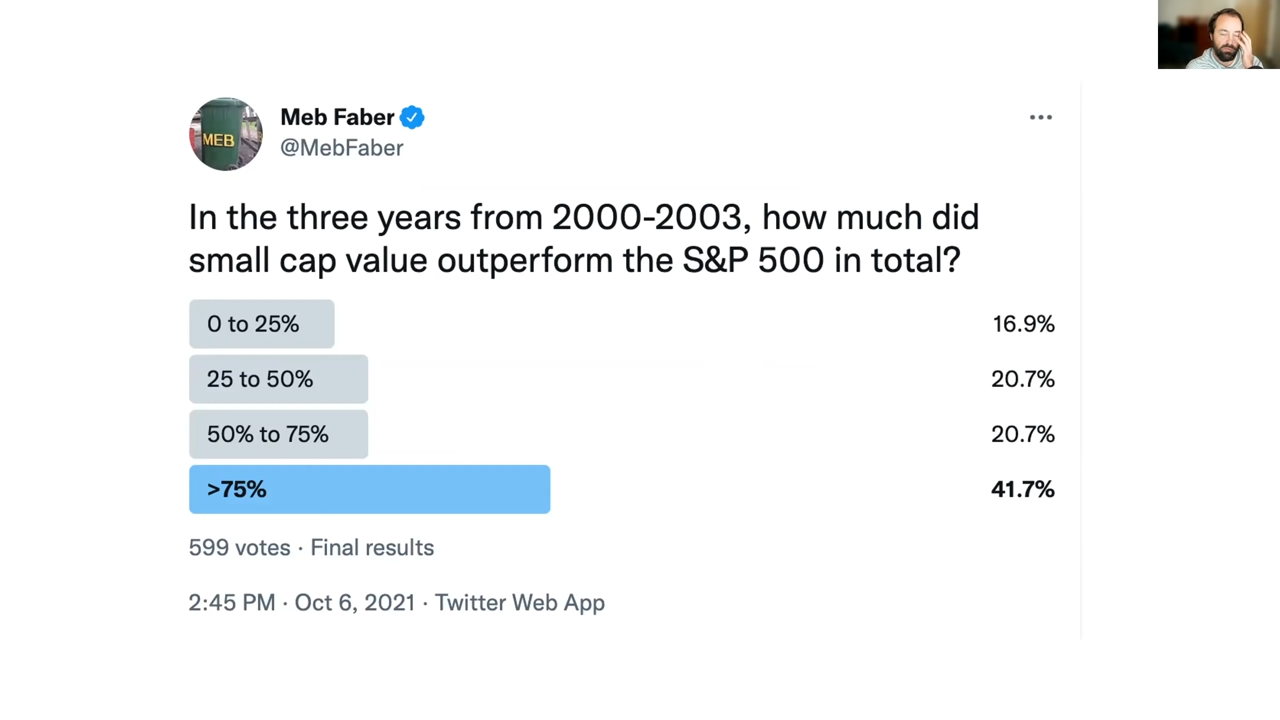 MEB
Meb Faber
@MebFaber
In the three years from 2000-2003, how much did
small cap value outperform the S&P 500 in total?
0 to 25% 16.9%
25 to 50% 20.7%
50% to 75% 20.7%
>75% 41.7%
599 votes · Final results
2:45 PM · Oct 6, 2021 · Twitter Web App